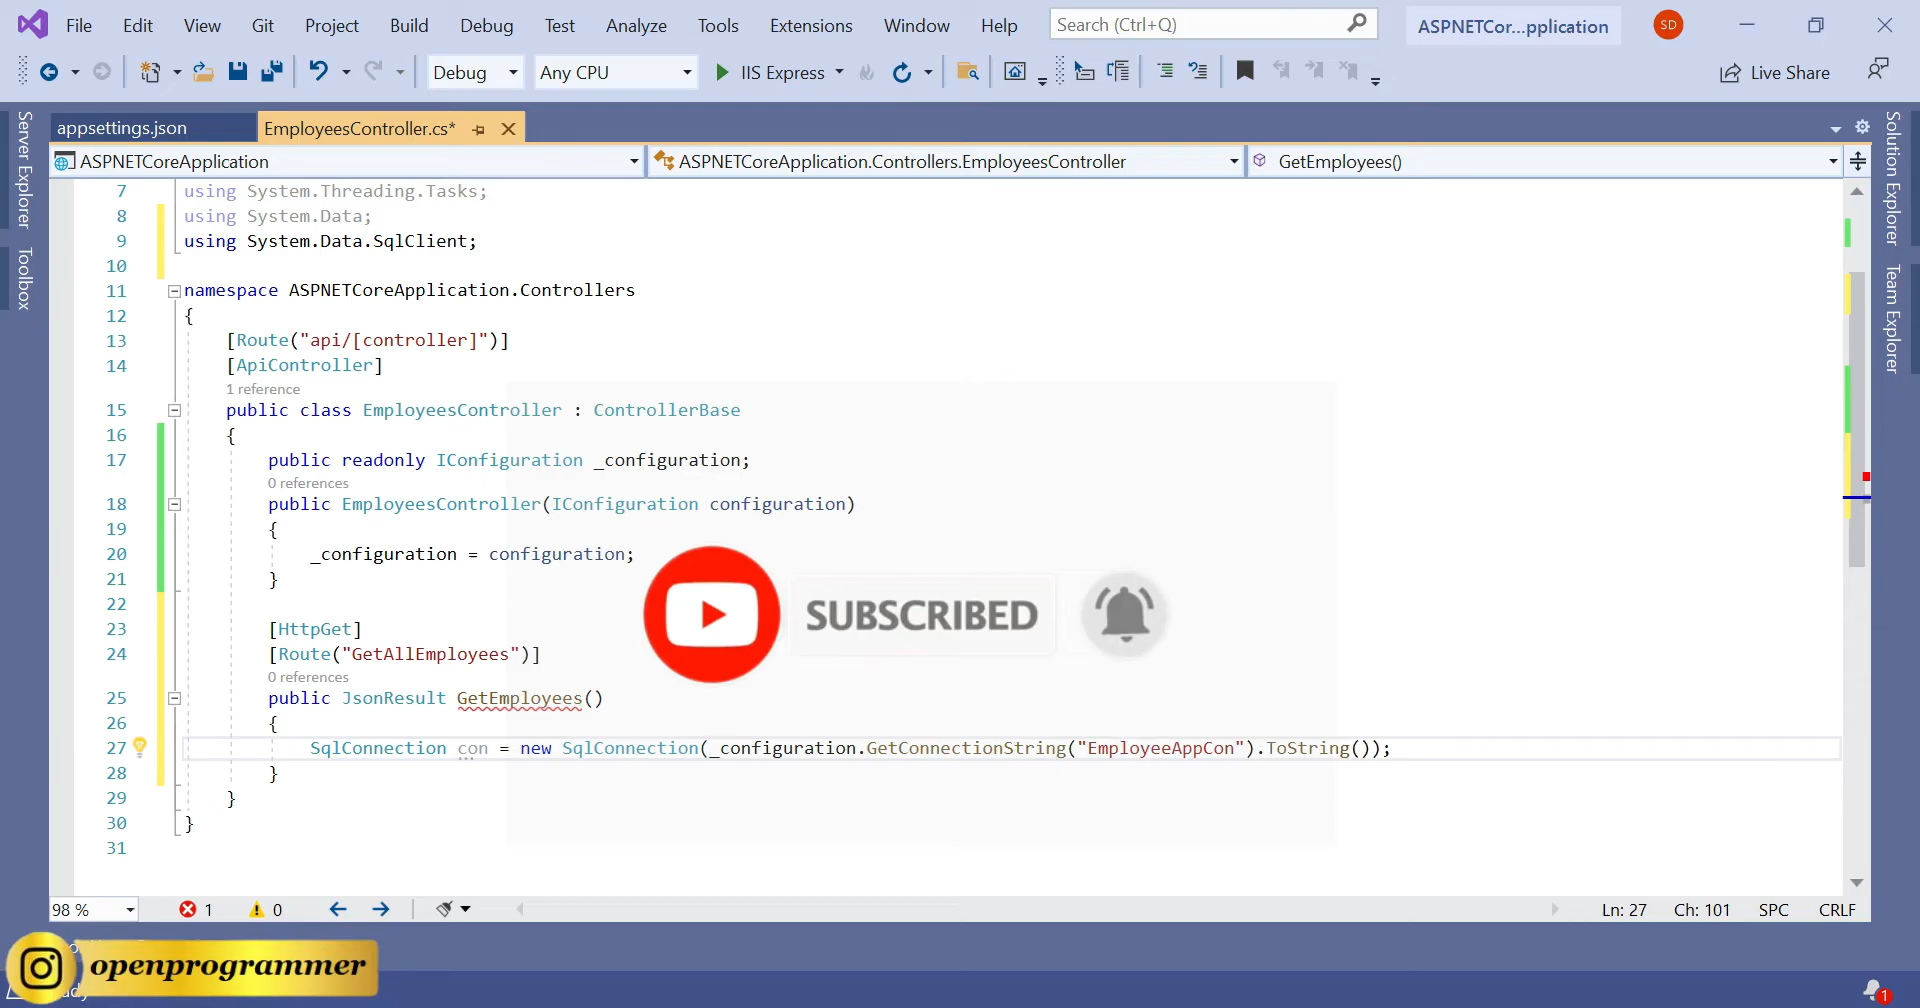 File Edit View Git Project Build Debug Test Analyze Tools Extensions Window Help Search (Ctrl+Q) ASPNETCor...pplication SD
Debug Any CPU IIS Express Live Share
Server Explorer
Toolbox
appsettings.json EmployeesController.cs*
ASPNETCoreApplication ASPNETCoreApplication.Controllers.EmployeesController GetEmployees()
7 using System.Threading.Tasks;
8 using System.Data;
9 using System.Data.SqlClient;
10
11 namespace ASPNETCoreApplication.Controllers
12 {
13 [Route("api/[controller]")]
14 [ApiController]
1 reference
15 public class EmployeesController : ControllerBase
16 {
17 public readonly IConfiguration _configuration;
0 references
18 public EmployeesController(IConfiguration configuration)
19 {
20 _configuration = configuration;
21 }
22
23 [HttpGet]
24 [Route("GetAllEmployees")]
0 references
25 public JsonResult GetEmployees()
26 {
27 SqlConnection con = new SqlConnection(_configuration.GetConnectionString("EmployeeAppCon").ToString());
28 }
29 }
30 }
31
SUBSCRIBED
Solution Explorer
Team Explorer
98 % 1 0 Ln: 27 Ch: 101 SPC CRLF
openprogrammer
1